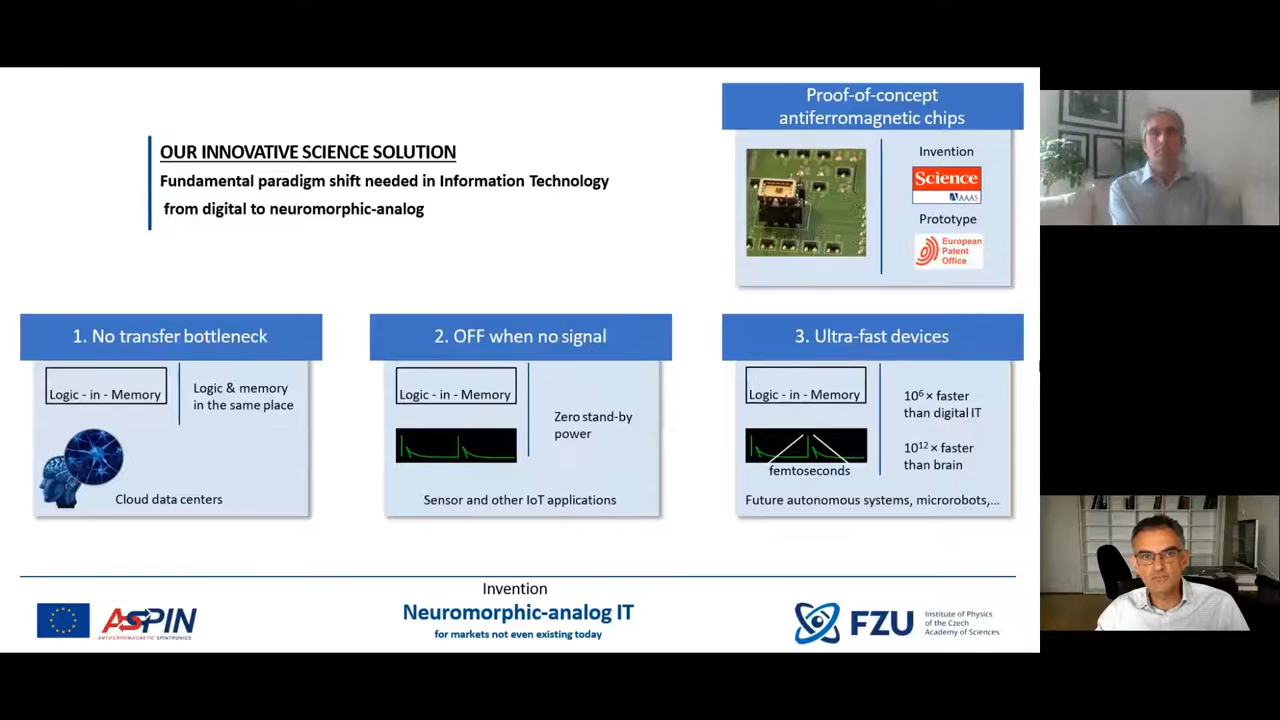 OUR INNOVATIVE SCIENCE SOLUTION
Fundamental paradigm shift needed in Information Technology
from digital to neuromorphic-analog
Proof-of-concept
antiferromagnetic chips
Invention
Science
AAAS
Prototype
European
Patent
Office
1. No transfer bottleneck
Logic - in - Memory
Logic & memory
in the same place
Cloud data centers
2. OFF when no signal
Logic - in - Memory
Zero stand-by
power
Sensor and other IoT applications
3. Ultra-fast devices
Logic - in - Memory
femtoseconds
10⁶ × faster
than digital IT
10¹² × faster
than brain
Future autonomous systems, microrobots,...
ASPIN
ANTIFERROMAGNETIC SPINTRONICS
Invention
Neuromorphic-analog IT
for markets not even existing today
FZU
Institute of Physics
of the Czech
Academy of Sciences